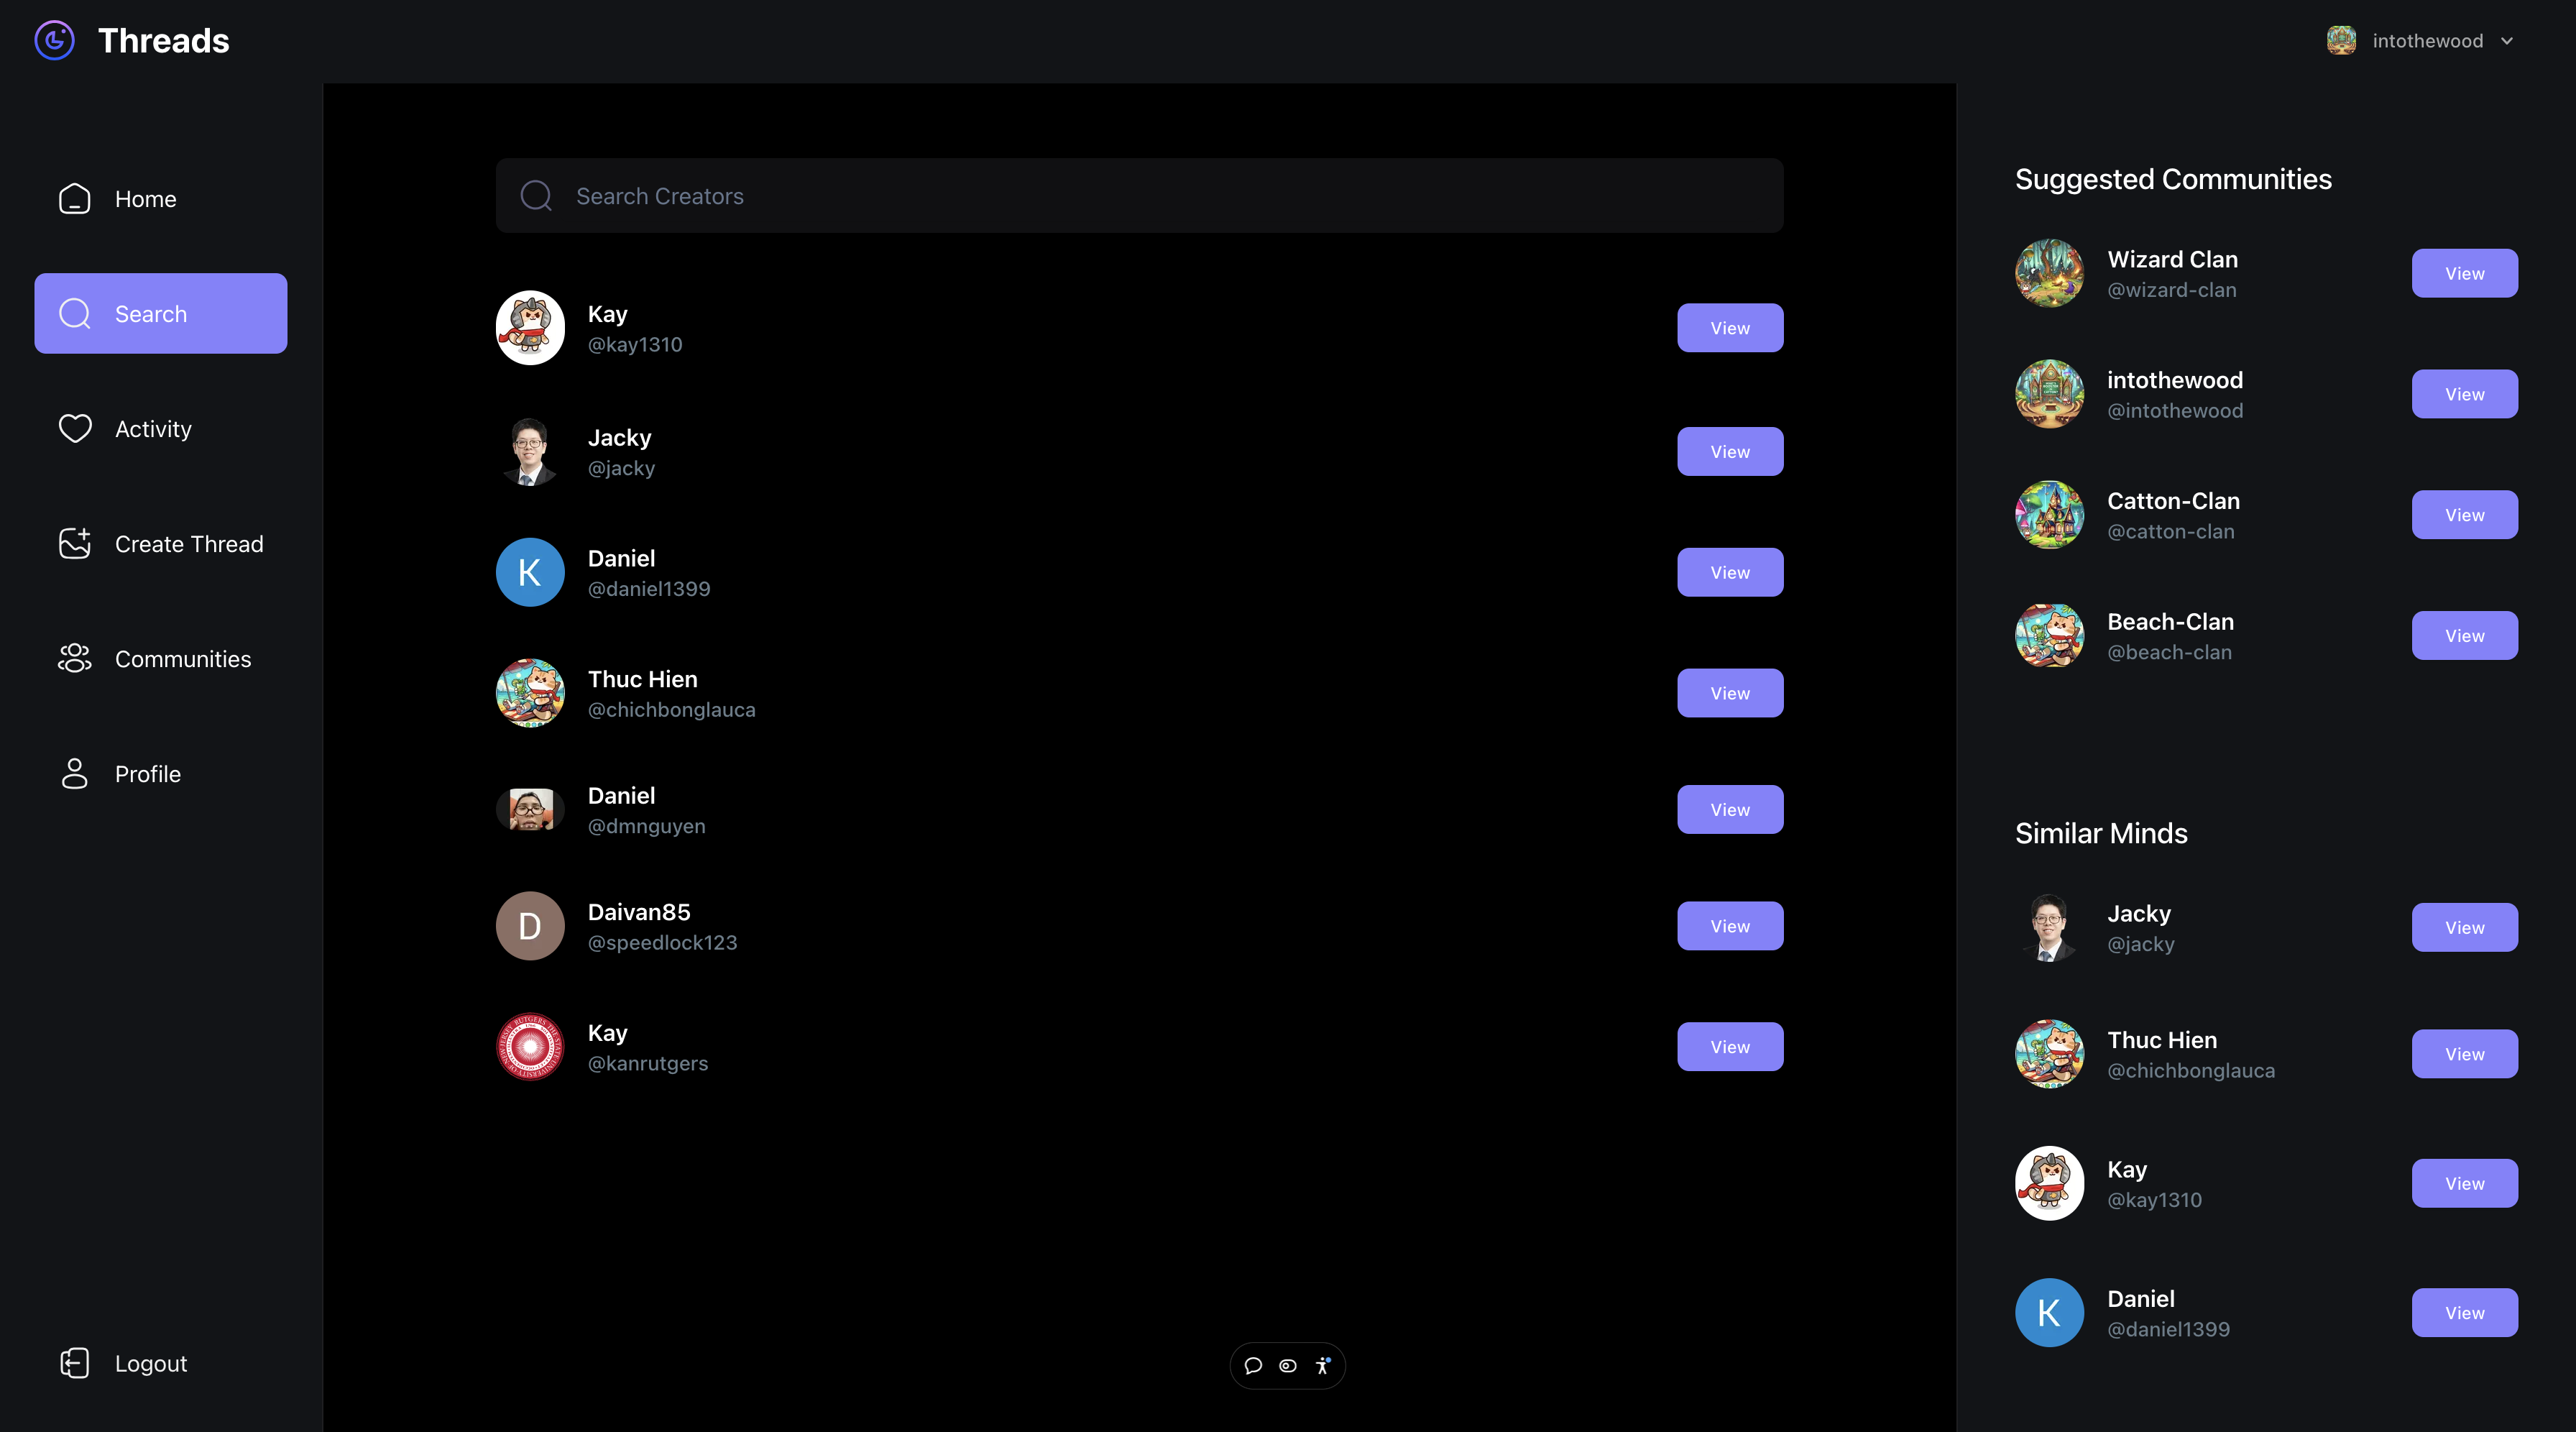 Threads
intothewood
Home
Search
Activity
Create Thread
Communities
Profile
Logout
Search Creators
Kay
@kay1310
View
Jacky
@jacky
View
K
Daniel
@daniel1399
View
Thuc Hien
@chichbonglauca
View
Daniel
@dmnguyen
View
D
Daivan85
@speedlock123
View
Kay
@kanrutgers
View
Suggested Communities
Wizard Clan
@wizard-clan
View
intothewood
@intothewood
View
Catton-Clan
@catton-clan
View
Beach-Clan
@beach-clan
View
Similar Minds
Jacky
@jacky
View
Thuc Hien
@chichbonglauca
View
Kay
@kay1310
View
K
Daniel
@daniel1399
View